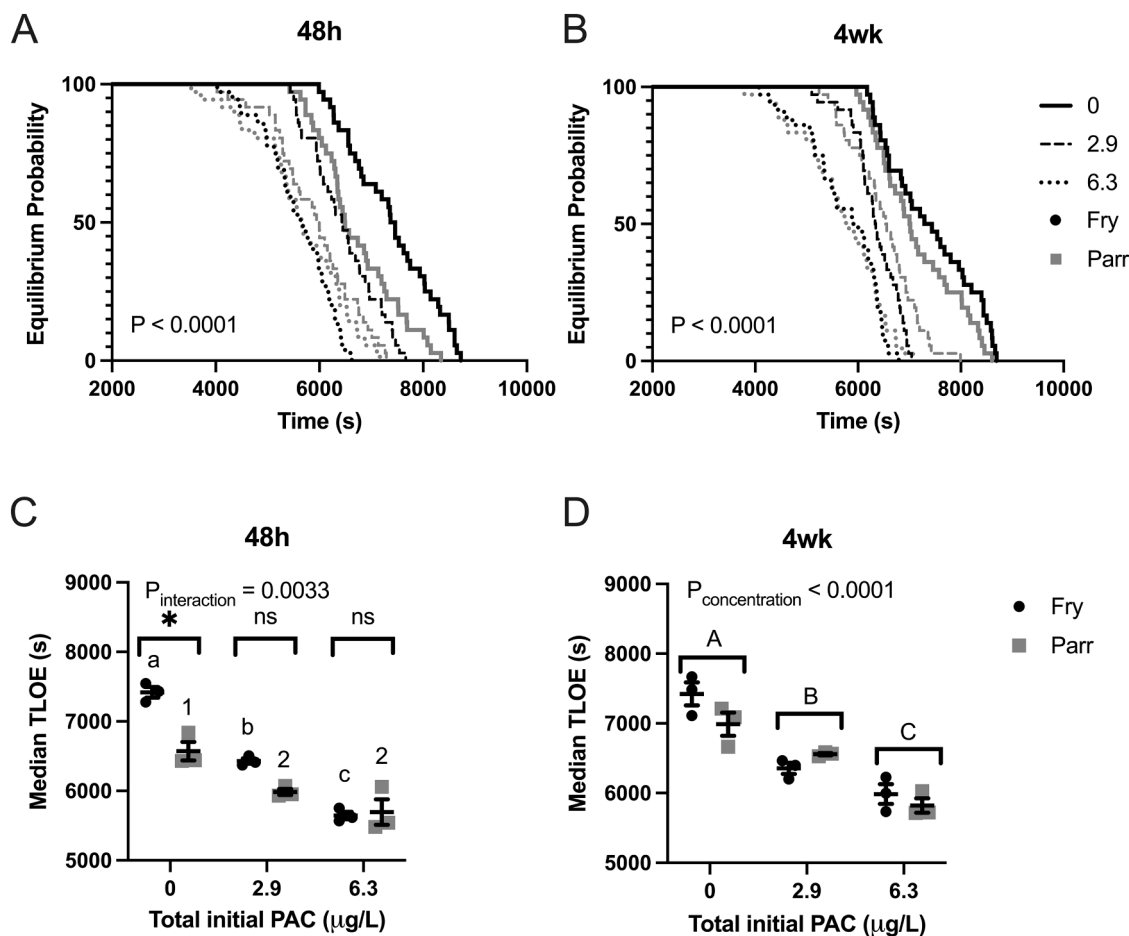 A
48h
Equilibrium Probability
100
50
0
P < 0.0001
2000 4000 6000 8000 10000
Time (s)
B
4wk
Equilibrium Probability
100
50
0
P < 0.0001
2000 4000 6000 8000 10000
Time (s)
0
2.9
6.3
Fry
Parr
C
48h
Median TLOE (s)
9000
8000
7000
6000
5000
Pinteraction = 0.0033
* ns ns
a
1
b
2
c 2
0 2.9 6.3
Total initial PAC (μg/L)
D
4wk
Median TLOE (s)
9000
8000
7000
6000
5000
Pconcentration < 0.0001
A
B
C
0 2.9 6.3
Total initial PAC (μg/L)
Fry
Parr